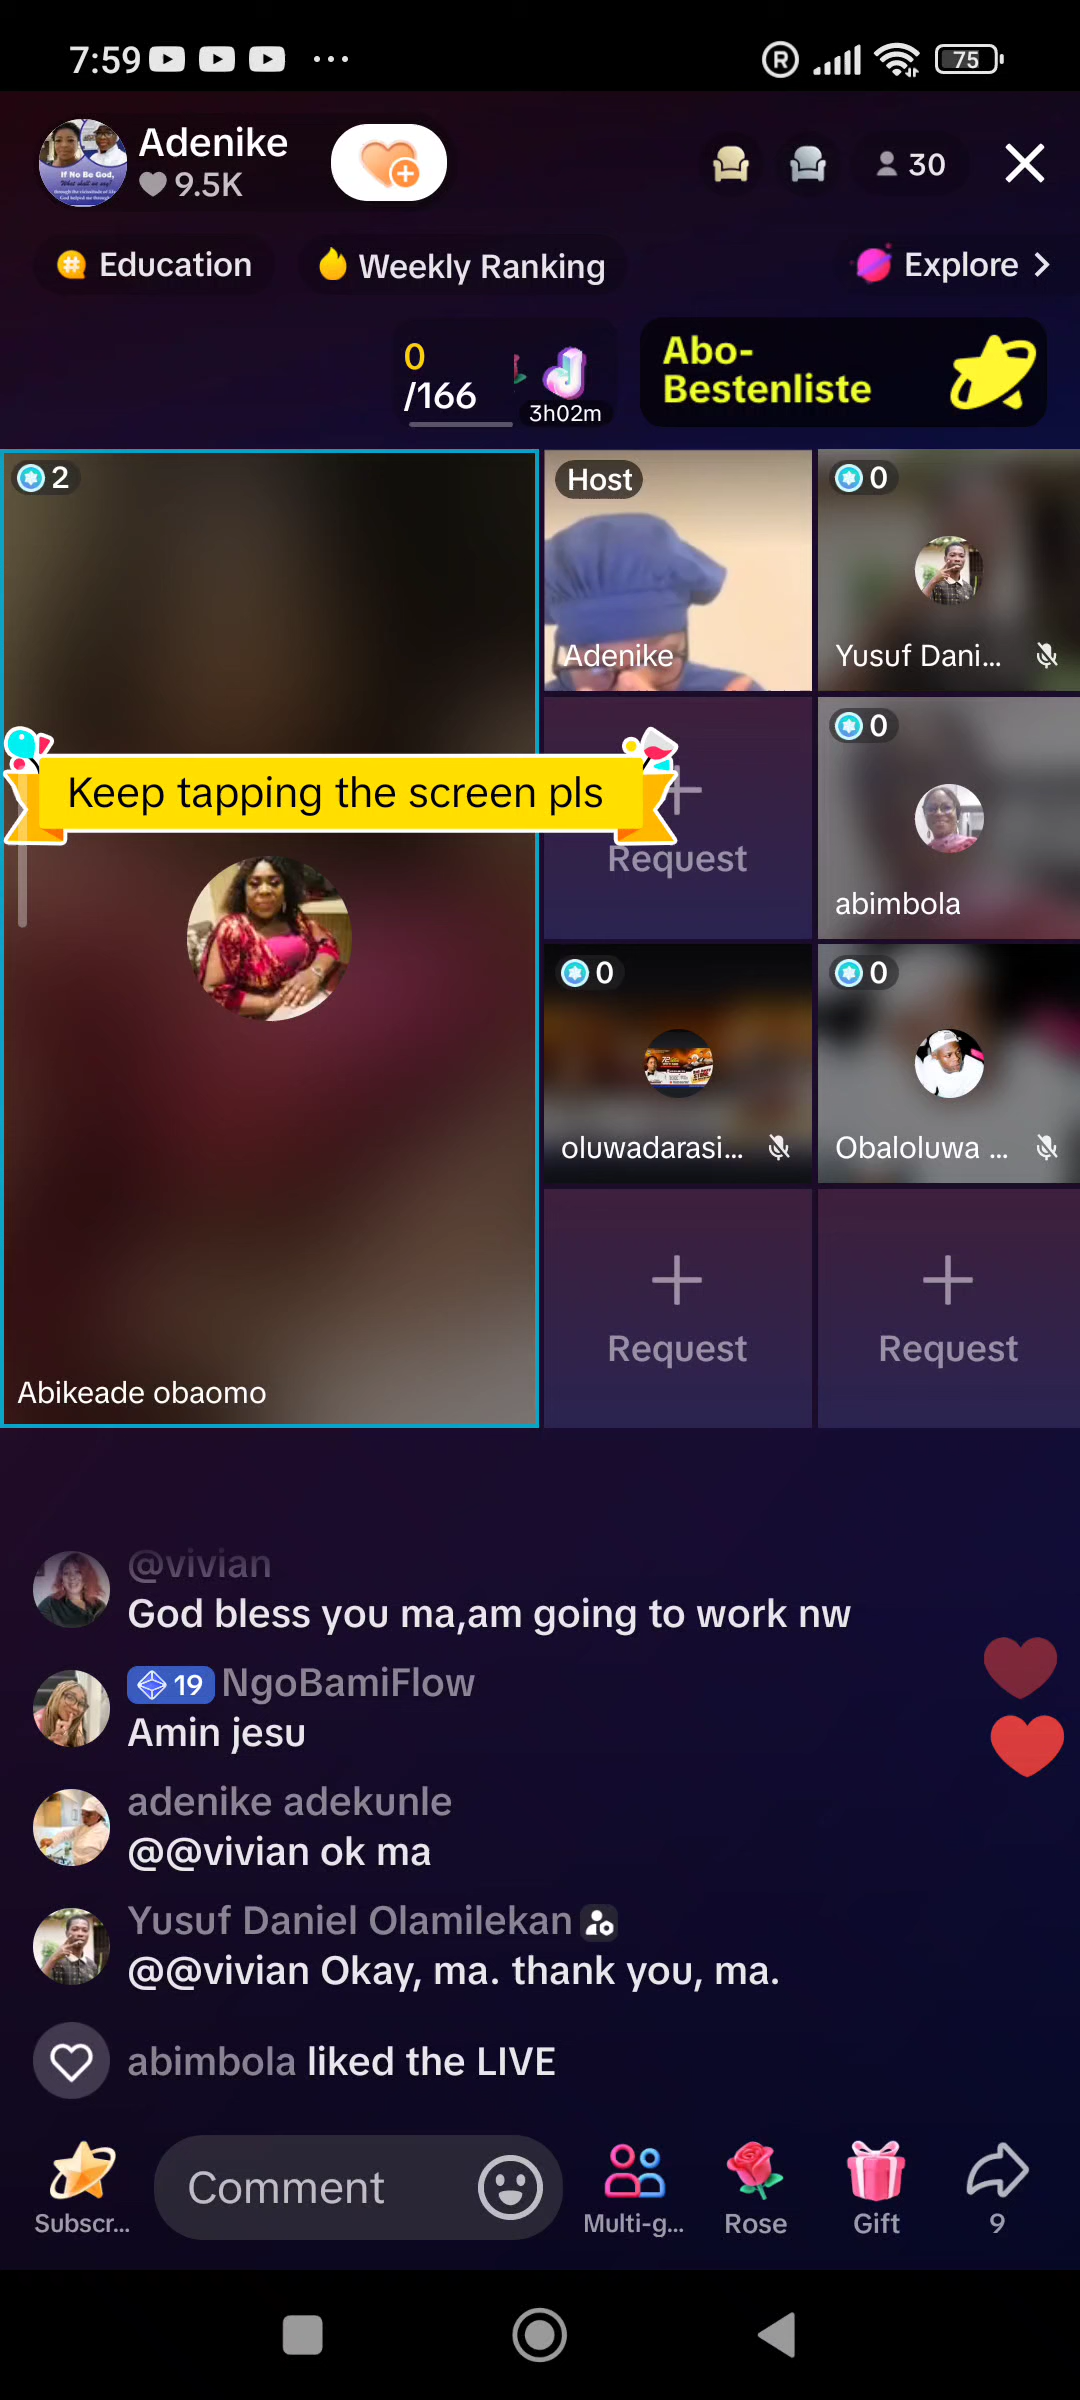 7:59
R
75
Adenike
9.5K
If No Be God,
30
Education
Weekly Ranking
Explore
0
/166
3h02m
Abo-
Bestenliste
2
Host
Adenike
0
Yusuf Dani...
Keep tapping the screen pls
Request
0
abimbola
0
oluwadarasi...
0
Obaloluwa ...
Abikeade obaomo
Request
Request
@vivian
God bless you ma,am going to work nw
19 NgoBamiFlow
Amin jesu
adenike adekunle
@@vivian ok ma
Yusuf Daniel Olamilekan
@@vivian Okay, ma. thank you, ma.
abimbola liked the LIVE
Subscr...
Comment
Multi-g...
Rose
Gift
9